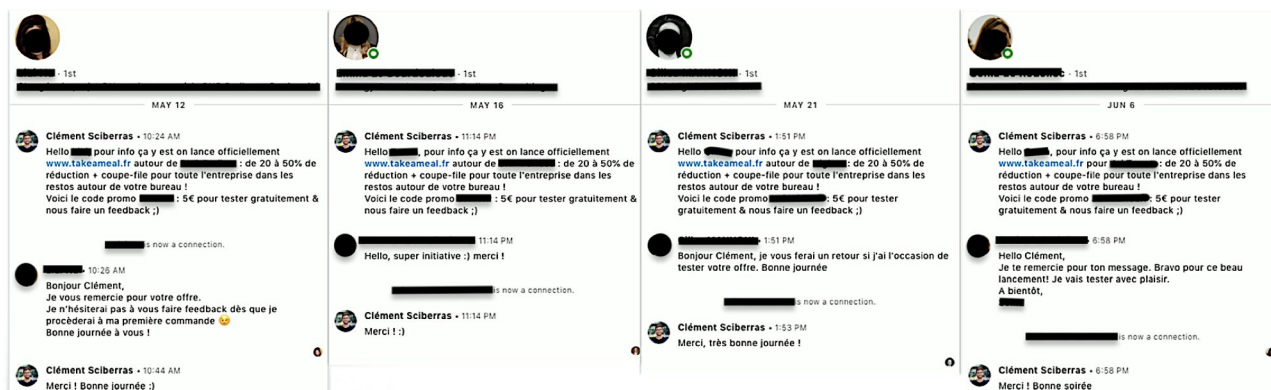 · 1st
MAY 12
Clément Sciberras • 10:24 AM
Hello pour info ça y est on lance officiellement
www.takeameal.fr autour de : de 20 à 50% de
réduction + coupe-file pour toute l'entreprise dans les
restos autour de votre bureau !
Voici le code promo : 5€ pour tester gratuitement &
nous faire un feedback ;)
is now a connection.
• 10:26 AM
Bonjour Clément,
Je vous remercie pour votre offre.
Je n'hésiterai pas à vous faire feedback dès que je
procèderai à ma première commande 😉
Bonne journée à vous !
Clément Sciberras • 10:44 AM
Merci ! Bonne journée :)
· 1st
MAY 16
Clément Sciberras • 11:14 PM
Hello , pour info ça y est on lance officiellement
www.takeameal.fr autour de : de 20 à 50% de
réduction + coupe-file pour toute l'entreprise dans les
restos autour de votre bureau !
Voici le code promo : 5€ pour tester gratuitement &
nous faire un feedback ;)
11:14 PM
Hello, super initiative :) merci !
is now a connection.
Clément Sciberras • 11:14 PM
Merci ! :)
· 1st
MAY 21
Clément Sciberras • 1:51 PM
Hello pour info ça y est on lance officiellement
www.takeameal.fr autour de : de 20 à 50% de
réduction + coupe-file pour toute l'entreprise dans les
restos autour de votre bureau !
Voici le code promo : 5€ pour tester
gratuitement & nous faire un feedback ;)
• 1:51 PM
Bonjour Clément, je vous ferai un retour si j'ai l'occasion de
tester votre offre. Bonne journée
is now a connection.
Clément Sciberras • 1:53 PM
Merci, très bonne journée !
· 1st
JUN 6
Clément Sciberras • 6:58 PM
Hello , pour info ça y est on lance officiellement
www.takeameal.fr pour : de 20 à 50% de
réduction + coupe-file pour toute l'entreprise dans les
restos autour de votre bureau !
Voici le code promo : 5€ pour tester
gratuitement & nous faire un feedback ;)
• 6:58 PM
Hello Clément,
Je te remercie pour ton message. Bravo pour ce beau
lancement! Je vais tester avec plaisir.
A bientôt,
is now a connection.
Clément Sciberras • 6:58 PM
Merci ! Bonne soirée